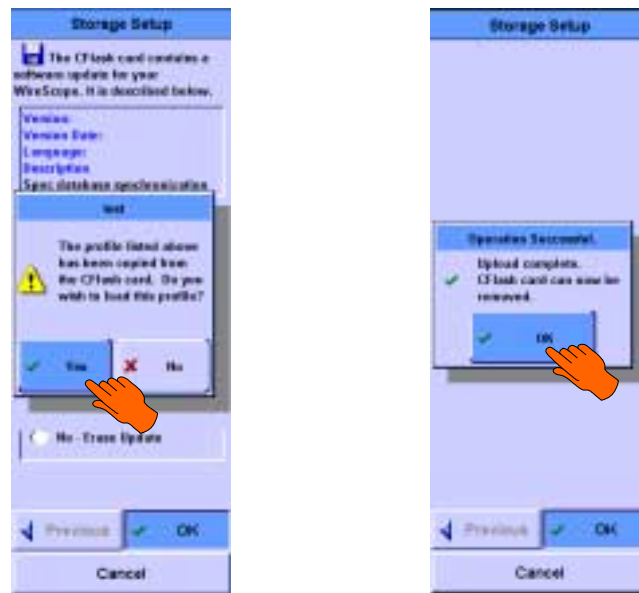 Storage Setup
The CFlash card contains a
software update for your
WireScope. It is described below.
Version:
Version Date:
Language:
Description
Spec database synchronization
test
The profile listed above
has been copied from
the CFlash card. Do you
wish to load this profile?
Yes
No
No - Erase Update
Previous
OK
Cancel
Storage Setup
Operation Successful.
Upload complete.
CFlash card can now be
removed.
OK
Previous
OK
Cancel